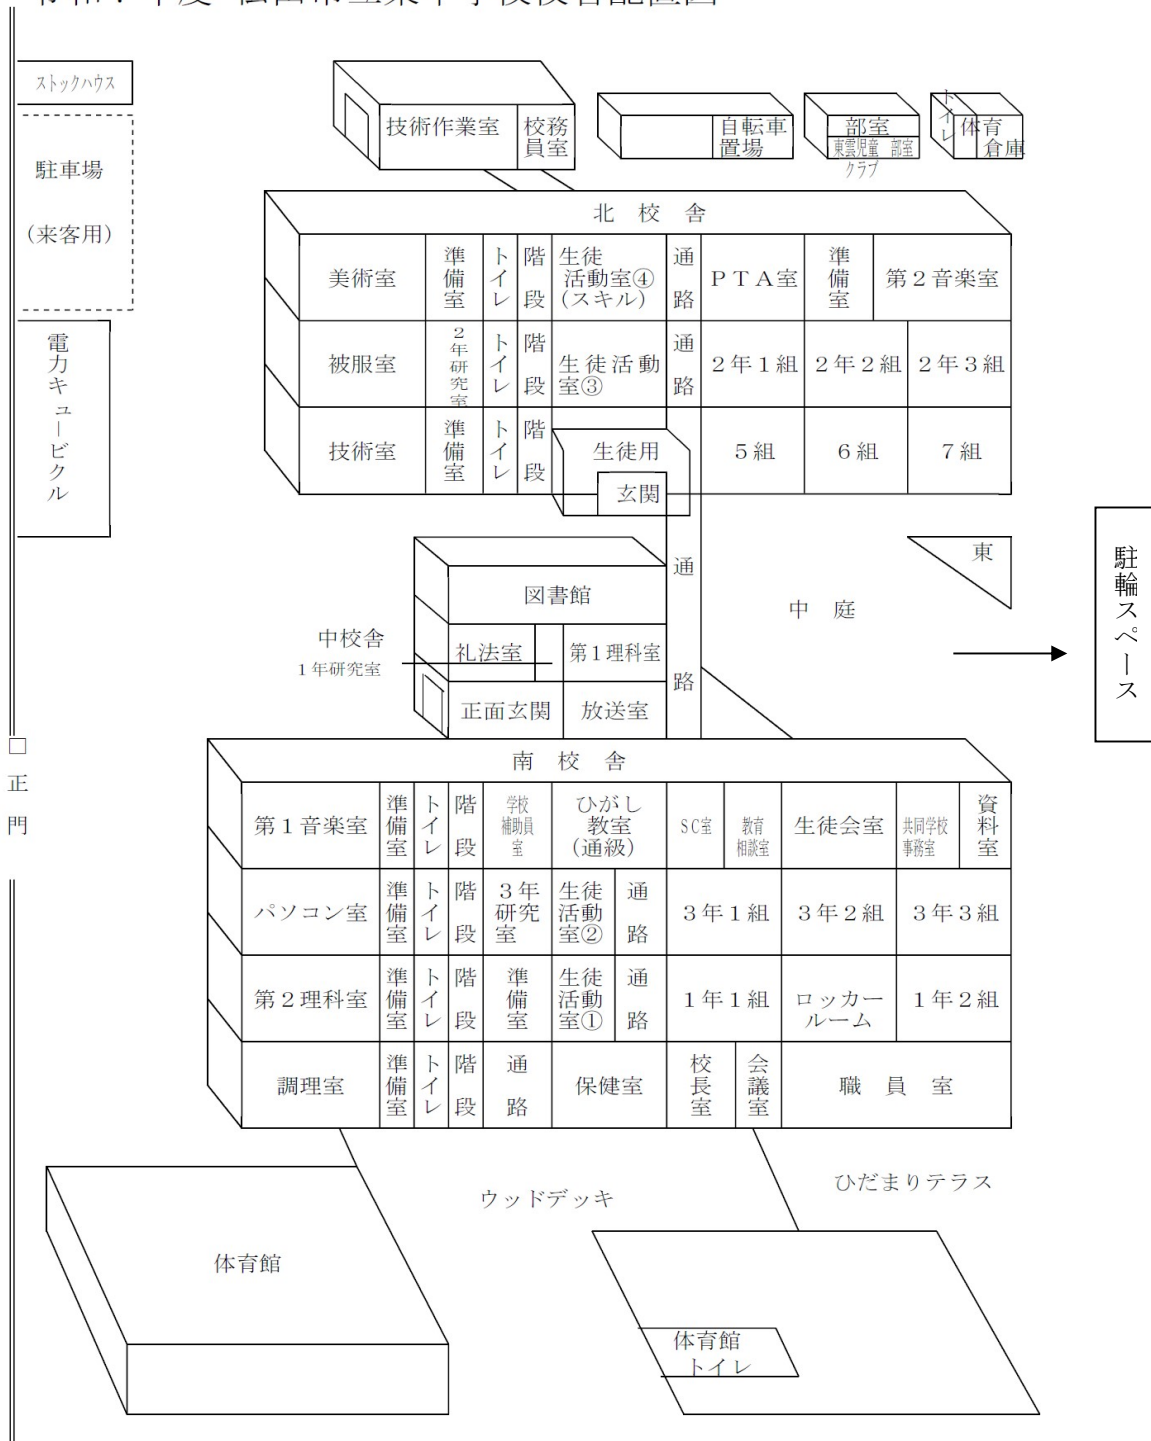 ストックハウス
駐車場
(来客用)
電力キュービクル
技術作業室
校務
員室
自転車
置場
部室
東雲児童 部室
クラブ
トイレ
体育
倉庫
北 校 舎
美術室
準備室
トイレ
階段
生徒
活動室④
(スキル)
通路
ＰＴＡ室
準備室
第２音楽室
被服室
２年研究室
トイレ
階段
生徒活動
室③
通路
２年１組
２年２組
２年３組
技術室
準備室
トイレ
階段
生徒用
玄関
５組
６組
７組
通路
図書館
中校舎
１年研究室
礼法室
第１理科室
正面玄関
放送室
中 庭
東
駐輪スペース
□正門
南 校 舎
第１音楽室
準備室
トイレ
階段
学校
補助員
室
ひがし
教室
(通級)
ＳＣ室
教育
相談室
生徒会室
共同学校
事務室
資料室
パソコン室
準備室
トイレ
階段
３年
研究
室
生徒
活動
室②
通路
３年１組
３年２組
３年３組
第２理科室
準備室
トイレ
階段
準備室
生徒
活動
室①
通路
１年１組
ロッカー
ルーム
１年２組
調理室
準備室
トイレ
階段
通路
保健室
校長室
会議室
職 員 室
ウッドデッキ
ひだまりテラス
体育館
体育館
トイレ